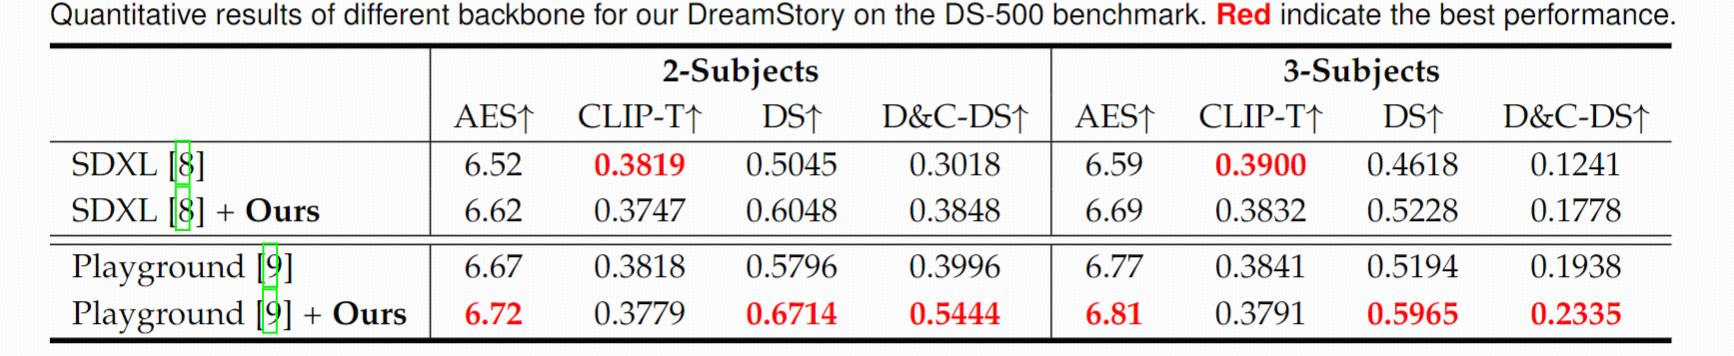 Quantitative results of different backbone for our DreamStory on the DS-500 benchmark. Red indicate the best performance.
2-Subjects 3-Subjects
AES↑ CLIP-T↑ DS↑ D&C-DS↑ AES↑ CLIP-T↑ DS↑ D&C-DS↑
SDXL [8] 6.52 0.3819 0.5045 0.3018 6.59 0.3900 0.4618 0.1241
SDXL [8] + Ours 6.62 0.3747 0.6048 0.3848 6.69 0.3832 0.5228 0.1778
Playground [9] 6.67 0.3818 0.5796 0.3996 6.77 0.3841 0.5194 0.1938
Playground [9] + Ours 6.72 0.3779 0.6714 0.5444 6.81 0.3791 0.5965 0.2335